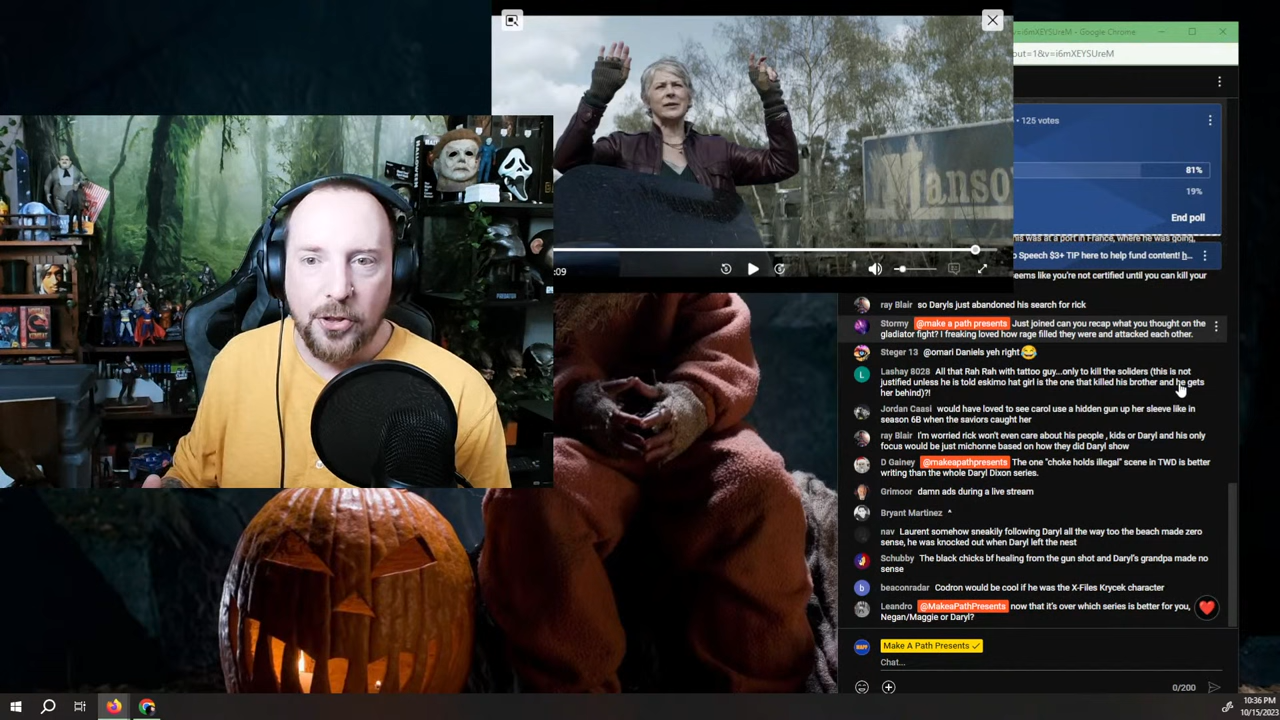 out=1&v=i6mXEYSUreM - Google Chrome
out=1&v=i6mXEYSUreM
• 125 votes
81%
19%
End poll
his was at a port in France, where he was going,
o Speech $3+ TIP here to help fund content! h...
seems like you're not certified until you can kill your
ray Blair so Daryls just abandoned his search for rick
Stormy @make a path presents Just joined can you recap what you thought on the
gladiator fight? I freaking loved how rage filled they were and attacked each other.
Steger 13 @omari Daniels yeh right 😂
Lashay 8028 All that Rah Rah with tattoo guy...only to kill the soliders (this is not
justified unless he is told eskimo hat girl is the one that killed his brother and he gets
her behind)?!
Jordan Caasi would have loved to see carol use a hidden gun up her sleeve like in
season 6B when the saviors caught her
ray Blair I'm worried rick won't even care about his people , kids or Daryl and his only
focus would be just michonne based on how they did Daryl show
D Gainey @makeapathpresents The one "choke holds illegal" scene in TWD is better
writing than the whole Daryl Dixon series.
Grimoor damn ads during a live stream
Bryant Martinez ^
nav Laurent somehow sneakily following Daryl all the way too the beach made zero
sense, he was knocked out when Daryl left the nest
Schubby The black chicks bf healing from the gun shot and Daryl's grandpa made no
sense
beaconradar Codron would be cool if he was the X-Files Krycek character
Leandro @MakeaPathPresents now that it's over which series is better for you,
Negan/Maggie or Daryl?
Make A Path Presents ✓
Chat...
0/200
Manso
:09
10:36 PM
10/15/2023